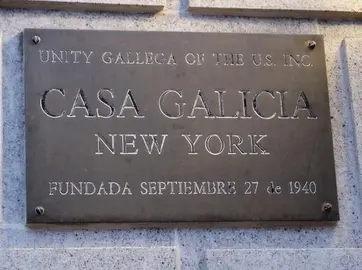 UNITY GALLEGA OF THE U.S. INC.
CASA GALICIA
NEW YORK
FUNDADA SEPTIEMBRE 27 de 1940